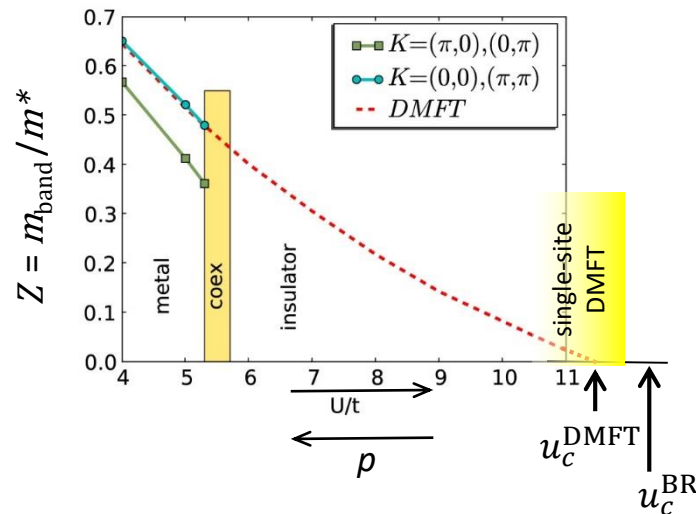 Z = m_band/m*
0.7
0.6
0.5
0.4
0.3
0.2
0.1
0.0
K=(π,0),(0,π)
K=(0,0),(π,π)
DMFT
metal
coex
insulator
single-site
DMFT
4
5
6
7
8
9
10
11
U/t
p
u_c^DMFT
u_c^BR